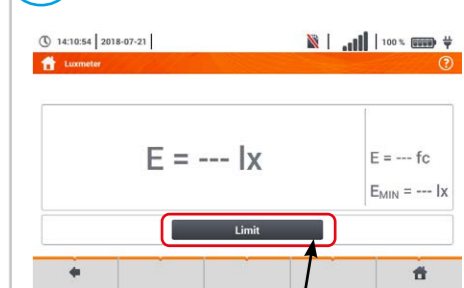 14:10:54 2018-07-21 100 %
Luxmeter ?
E = --- lx
E = --- fc
EMIN = --- lx
Limit